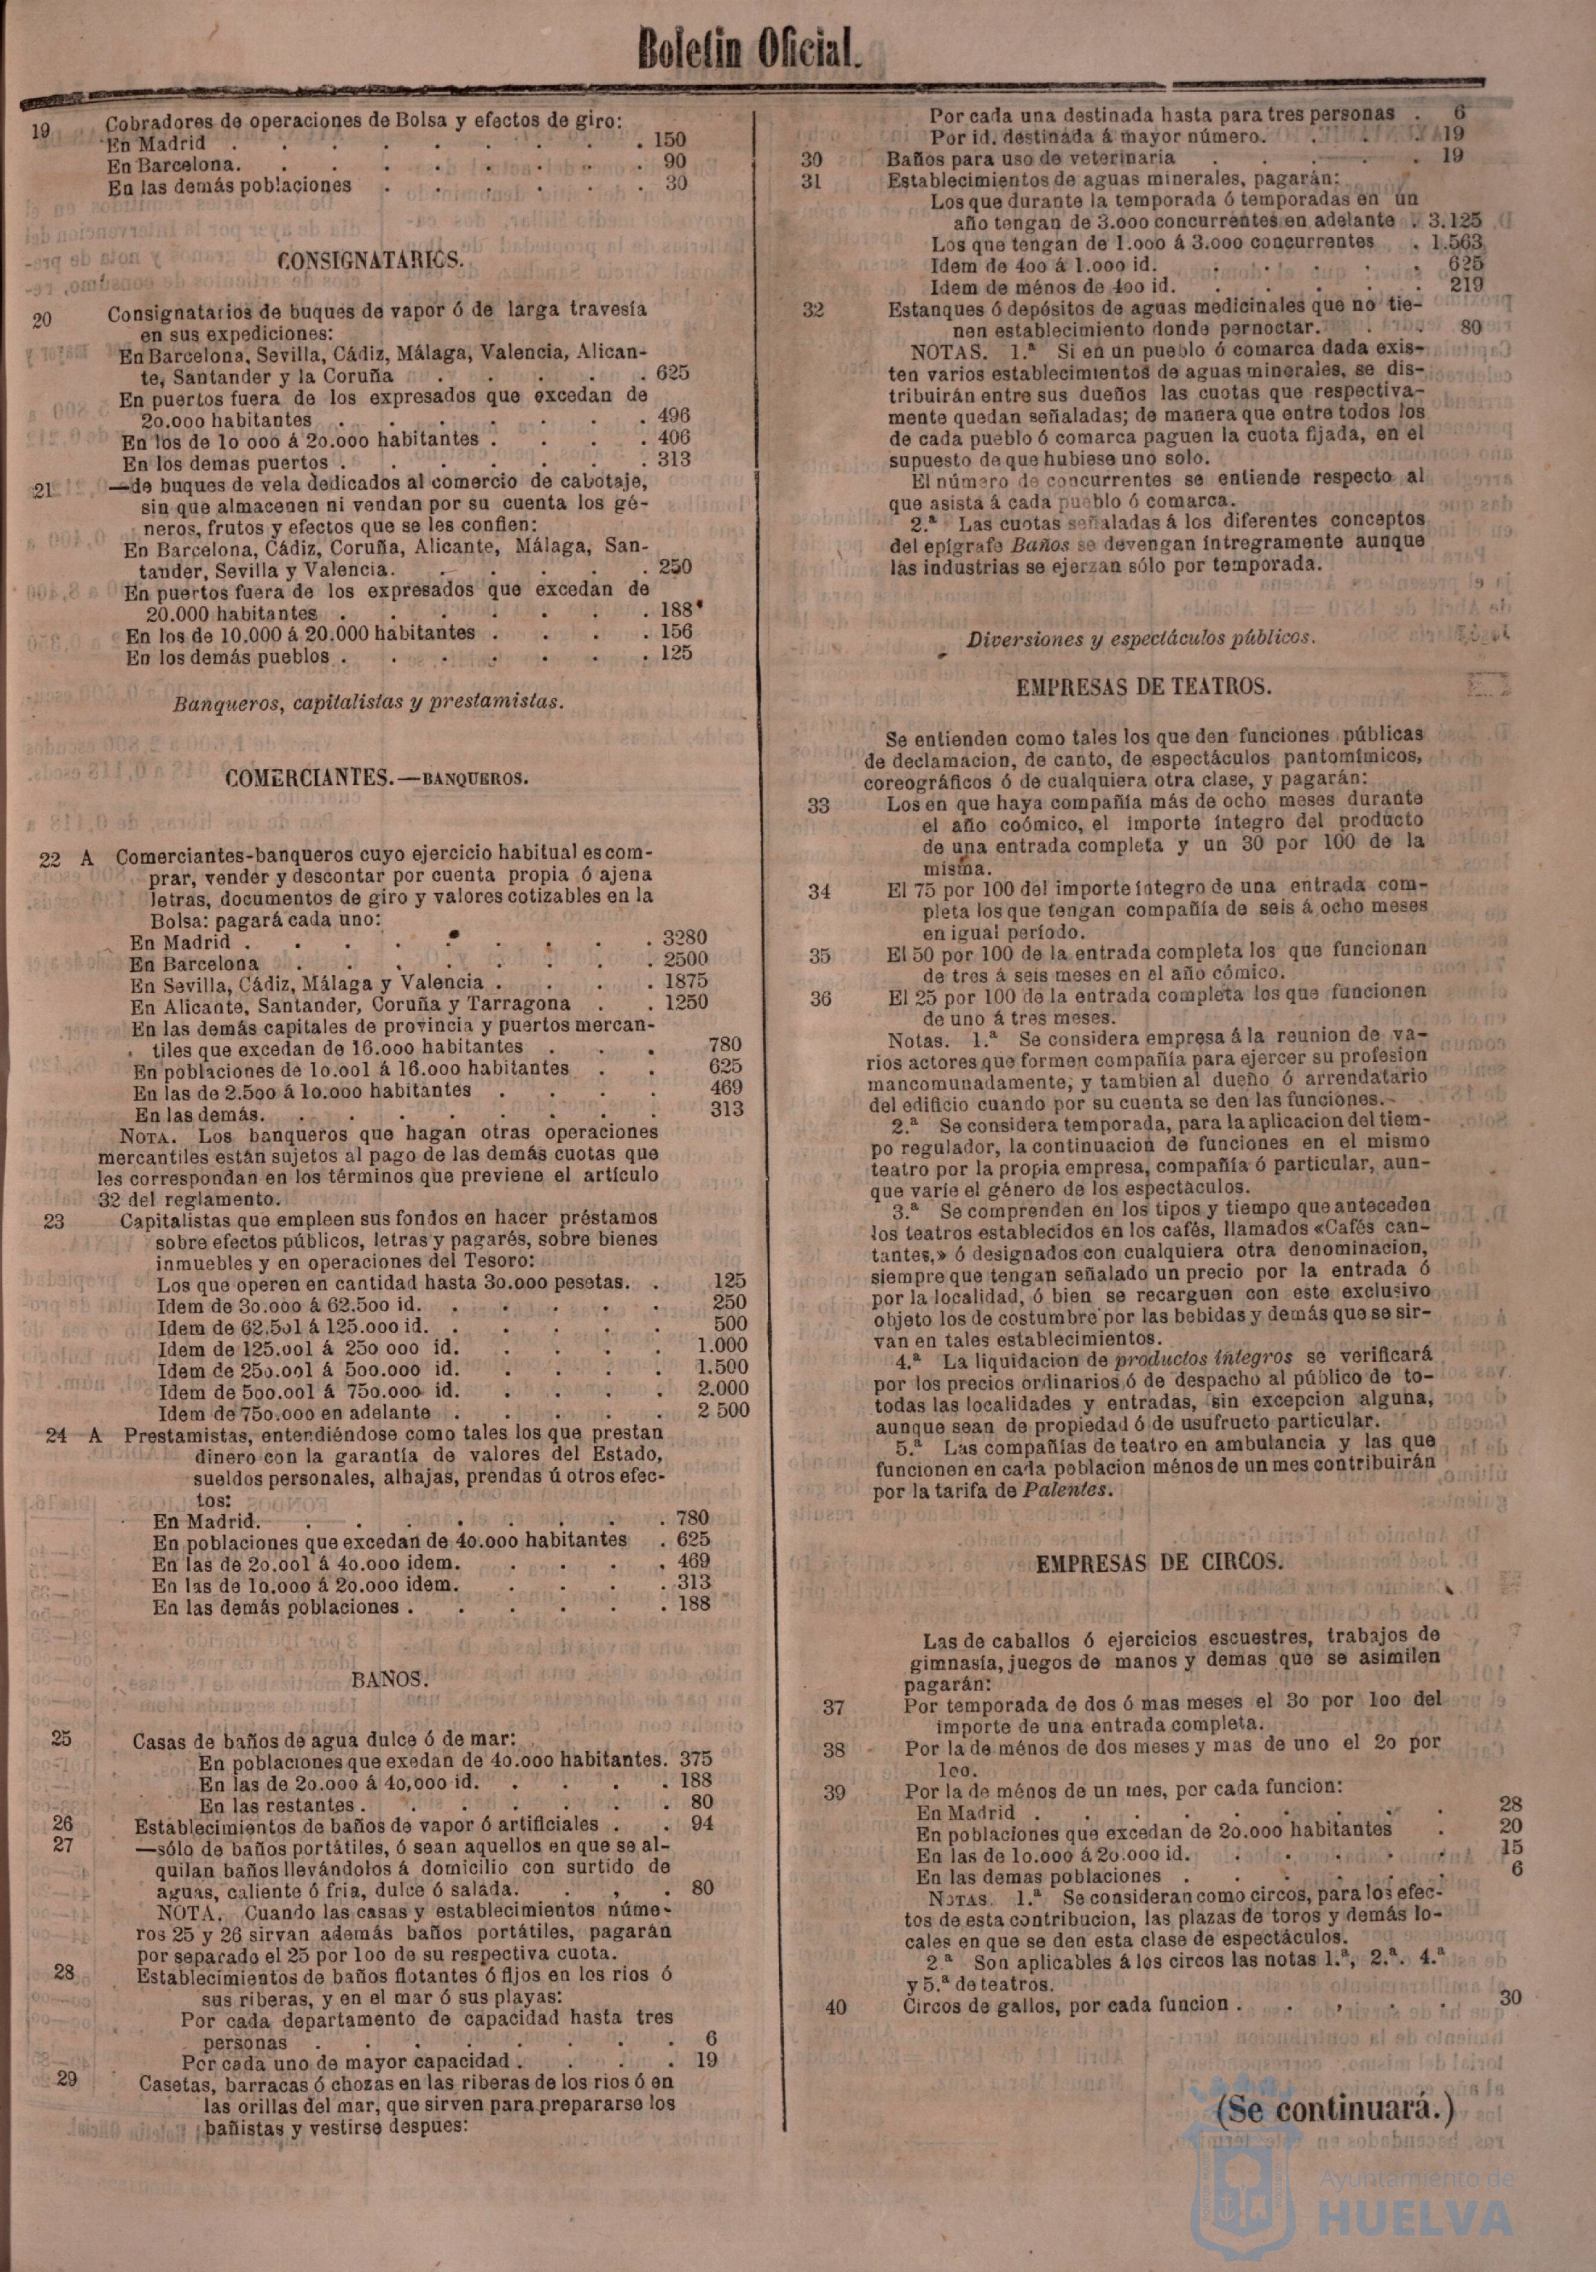 Boletin Oficial.
19 Cobradores de operaciones de Bolsa y efectos de giro:
En Madrid . . . . . . . . . 150
En Barcelona. . . . . . . . . 90
En las demás poblaciones . . . . . . 30
CONSIGNATARIOS.
20 Consignatarios de buques de vapor ó de larga travesía
en sus expediciones:
En Barcelona, Sevilla, Cádiz, Málaga, Valencia, Alican-
te, Santander y la Coruña . . . . . 625
En puertos fuera de los expresados que excedan de
20.000 habitantes . . . . . . . 496
En los de 10 000 á 20.000 habitantes . . . . 406
En los demas puertos . . . . . . . 313
21 —de buques de vela dedicados al comercio de cabotaje,
sin que almacenen ni vendan por su cuenta los gé-
neros, frutos y efectos que se les confien:
En Barcelona, Cádiz, Coruña, Alicante, Málaga, San-
tander, Sevilla y Valencia. . . . . . 250
En puertos fuera de los expresados que excedan de
20.000 habitantes . . . . . . . 188
En los de 10.000 á 20.000 habitantes . . . . 156
En los demás pueblos . . . . . . . 125
Banqueros, capitalistas y prestamistas.
COMERCIANTES.—BANQUEROS.
22 A Comerciantes-banqueros cuyo ejercicio habitual es com-
prar, vender y descontar por cuenta propia ó ajena
letras, documentos de giro y valores cotizables en la
Bolsa: pagará cada uno:
En Madrid . . . . . . . . . 3280
En Barcelona . . . . . . . . 2500
En Sevilla, Cádiz, Málaga y Valencia . . . . 1875
En Alicante, Santander, Coruña y Tarragona . . 1250
En las demás capitales de provincia y puertos mercan-
tiles que excedan de 16.000 habitantes . . . 780
En poblaciones de 10.001 á 16.000 habitantes . . 625
En las de 2.500 á 10.000 habitantes . . . . 469
En las demás. . . . . . . . . 313
NOTA. Los banqueros que hagan otras operaciones
mercantiles están sujetos al pago de las demás cuotas que
les correspondan en los términos que previene el artículo
32 del reglamento.
23 Capitalistas que empleen sus fondos en hacer préstamos
sobre efectos públicos, letras y pagarés, sobre bienes
inmuebles y en operaciones del Tesoro:
Los que operen en cantidad hasta 30.000 pesetas. . 125
Idem de 30.000 á 62.500 id. . . . . . 250
Idem de 62.501 á 125.000 id. . . . . . 500
Idem de 125.001 á 250 000 id. . . . . 1.000
Idem de 250.001 á 500.000 id. . . . . 1.500
Idem de 500.001 á 750.000 id. . . . . 2.000
Idem de 750.000 en adelante . . . . . 2 500
24 A Prestamistas, entendiéndose como tales los que prestan
dinero con la garantía de valores del Estado,
sueldos personales, alhajas, prendas ú otros efec-
tos:
En Madrid. . . . . . . . . 780
En poblaciones que excedan de 40.000 habitantes . 625
En las de 20.001 á 40.000 idem. . . . . 469
En las de 10.000 á 20.000 idem. . . . . 313
En las demás poblaciones . . . . . . 188
BAÑOS.
25 Casas de baños de agua dulce ó de mar:
En poblaciones que exedan de 40.000 habitantes. 375
En las de 20.000 á 40,000 id. . . . . 188
En las restantes . . . . . . . 80
26 Establecimientos de baños de vapor ó artificiales . . 94
27 —sólo de baños portátiles, ó sean aquellos en que se al-
quilan baños llevándolos á domicilio con surtido de
aguas, caliente ó fria, dulce ó salada. . , . 80
NOTA. Cuando las casas y establecimientos núme-
ros 25 y 26 sirvan además baños portátiles, pagarán
por separado el 25 por 100 de su respectiva cuota.
28 Establecimientos de baños flotantes ó fijos en los rios ó
sus riberas, y en el mar ó sus playas:
Por cada departamento de capacidad hasta tres
personas . . . . . . . . 6
Por cada uno de mayor capacidad . . . . 19
29 Casetas, barracas ó chozas en las riberas de los rios ó en
las orillas del mar, que sirven para prepararse los
bañistas y vestirse despues:
Por cada una destinada hasta para tres personas . 6
Por id. destinada á mayor número. . . . 19
30 Baños para uso de veterinaria . . . . 19
31 Establecimientos de aguas minerales, pagarán:
Los que durante la temporada ó temporadas en un
año tengan de 3.000 concurrentes en adelante . 3.125
Los que tengan de 1.000 á 3.000 concurrentes . 1.563
Idem de 400 á 1.000 id. . . . . . 625
Idem de ménos de 400 id. . . . . . 219
32 Estanques ó depósitos de aguas medicinales que no tie-
nen establecimiento donde pernoctar. . . 80
NOTAS. 1.ª Si en un pueblo ó comarca dada exis-
ten varios establecimientos de aguas minerales, se dis-
tribuirán entre sus dueños las cuotas que respectiva-
mente quedan señaladas; de manera que entre todos los
de cada pueblo ó comarca paguen la cuota fijada, en el
supuesto de que hubiese uno solo.
El número de concurrentes se entiende respecto al
que asista á cada pueblo ó comarca.
2.ª Las cuotas señaladas á los diferentes conceptos
del epígrafe Baños se devengan íntregramente aunque
las industrias se ejerzan sólo por temporada.
Diversiones y espectáculos públicos.
EMPRESAS DE TEATROS.
Se entienden como tales los que den funciones públicas
de declamacion, de canto, de espectáculos pantomímicos,
coreográficos ó de cualquiera otra clase, y pagarán:
33 Los en que haya compañía más de ocho meses durante
el año coómico, el importe íntegro del producto
de una entrada completa y un 30 por 100 de la
misma.
34 El 75 por 100 del importe íntegro de una entrada com-
pleta los que tengan compañía de seis á ocho meses
en igual período.
35 El 50 por 100 de la entrada completa los que funcionan
de tres á seis meses en el año cómico.
36 El 25 por 100 de la entrada completa los que funcionen
de uno á tres meses.
Notas. 1.ª Se considera empresa á la reunion de va-
rios actores que formen compañía para ejercer su profesion
mancomunadamente, y tambien al dueño ó arrendatario
del edificio cuando por su cuenta se den las funciones.
2.ª Se considera temporada, para la aplicacion del tiem-
po regulador, la continuacion de funciones en el mismo
teatro por la propia empresa, compañía ó particular, aun-
que varíe el género de los espectáculos.
3.ª Se comprenden en los tipos y tiempo que anteceden
los teatros establecidos en los cafés, llamados «Cafés can-
tantes,» ó designados con cualquiera otra denominacion,
siempre que tengan señalado un precio por la entrada ó
por la localidad, ó bien se recarguen con este exclusivo
objeto los de costumbre por las bebidas y demás que se sir-
van en tales establecimientos.
4.ª La liquidacion de productos íntegros se verificará
por los precios ordinarios ó de despacho al público de to-
todas las localidades y entradas, sin excepcion alguna,
aunque sean de propiedad ó de usufructo particular.
5.ª Las compañías de teatro en ambulancia y las que
funcionen en cada poblacion ménos de un mes contribuirán
por la tarifa de Palentes.
EMPRESAS DE CIRCOS.
Las de caballos ó ejercicios escuestres, trabajos de
gimnasía, juegos de manos y demas que se asimilen
pagarán:
37 Por temporada de dos ó mas meses el 30 por 100 del
importe de una entrada completa.
38 Por la de ménos de dos meses y mas de uno el 20 por
100.
39 Por la de ménos de un mes, por cada funcion:
En Madrid . . . . . . . . . 28
En poblaciones que excedan de 20.000 habitantes . 20
En las de 10.000 á 20.000 id. . . . . . 15
En las demas poblaciones . . . . . . 6
NOTAS. 1.ª Se consideran como circos, para los efec-
tos de esta contribucion, las plazas de toros y demás lo-
cales en que se den esta clase de espectáculos.
2.ª Son aplicables á los circos las notas 1.ª, 2.ª. 4.ª
y 5.ª de teatros.
40 Circos de gallos, por cada funcion . . , . . 30
(Se continuará.)
Ayuntamiento de
HUELVA